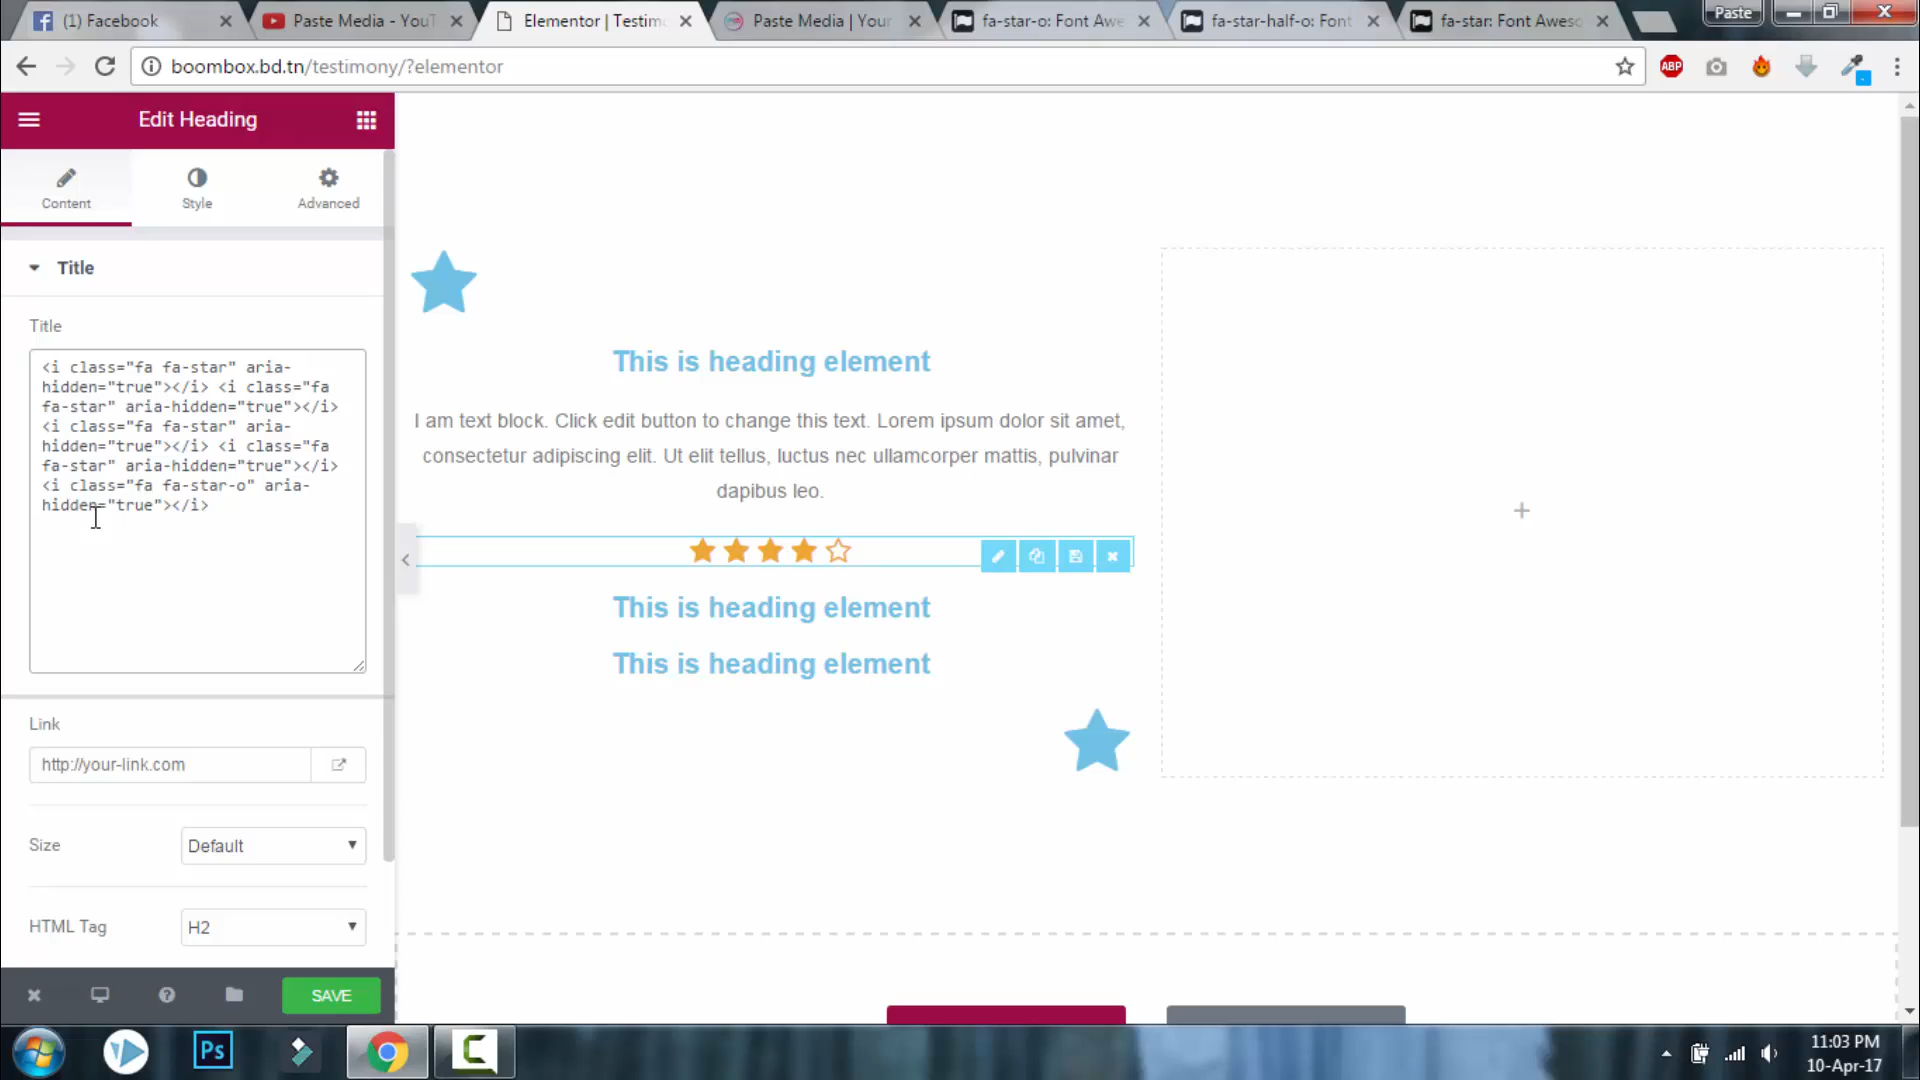 (1) Facebook
Paste Media - YouT
Elementor | Testim
Paste Media | Your
fa-star-o: Font Awe
fa-star-half-o: Font
fa-star: Font Aweso
Paste
boombox.bd.tn/testimony/?elementor
ABP
Edit Heading
Content
Style
Advanced
Title
Title
<i class="fa fa-star" aria-
hidden="true"></i> <i class="fa
fa-star" aria-hidden="true"></i>
<i class="fa fa-star" aria-
hidden="true"></i> <i class="fa
fa-star" aria-hidden="true"></i>
<i class="fa fa-star-o" aria-
hidden="true"></i>
Link
http://your-link.com
Size
Default
HTML Tag
H2
SAVE
This is heading element
I am text block. Click edit button to change this text. Lorem ipsum dolor sit amet,
consectetur adipiscing elit. Ut elit tellus, luctus nec ullamcorper mattis, pulvinar
dapibus leo.
This is heading element
This is heading element
Ps
11:03 PM
10-Apr-17